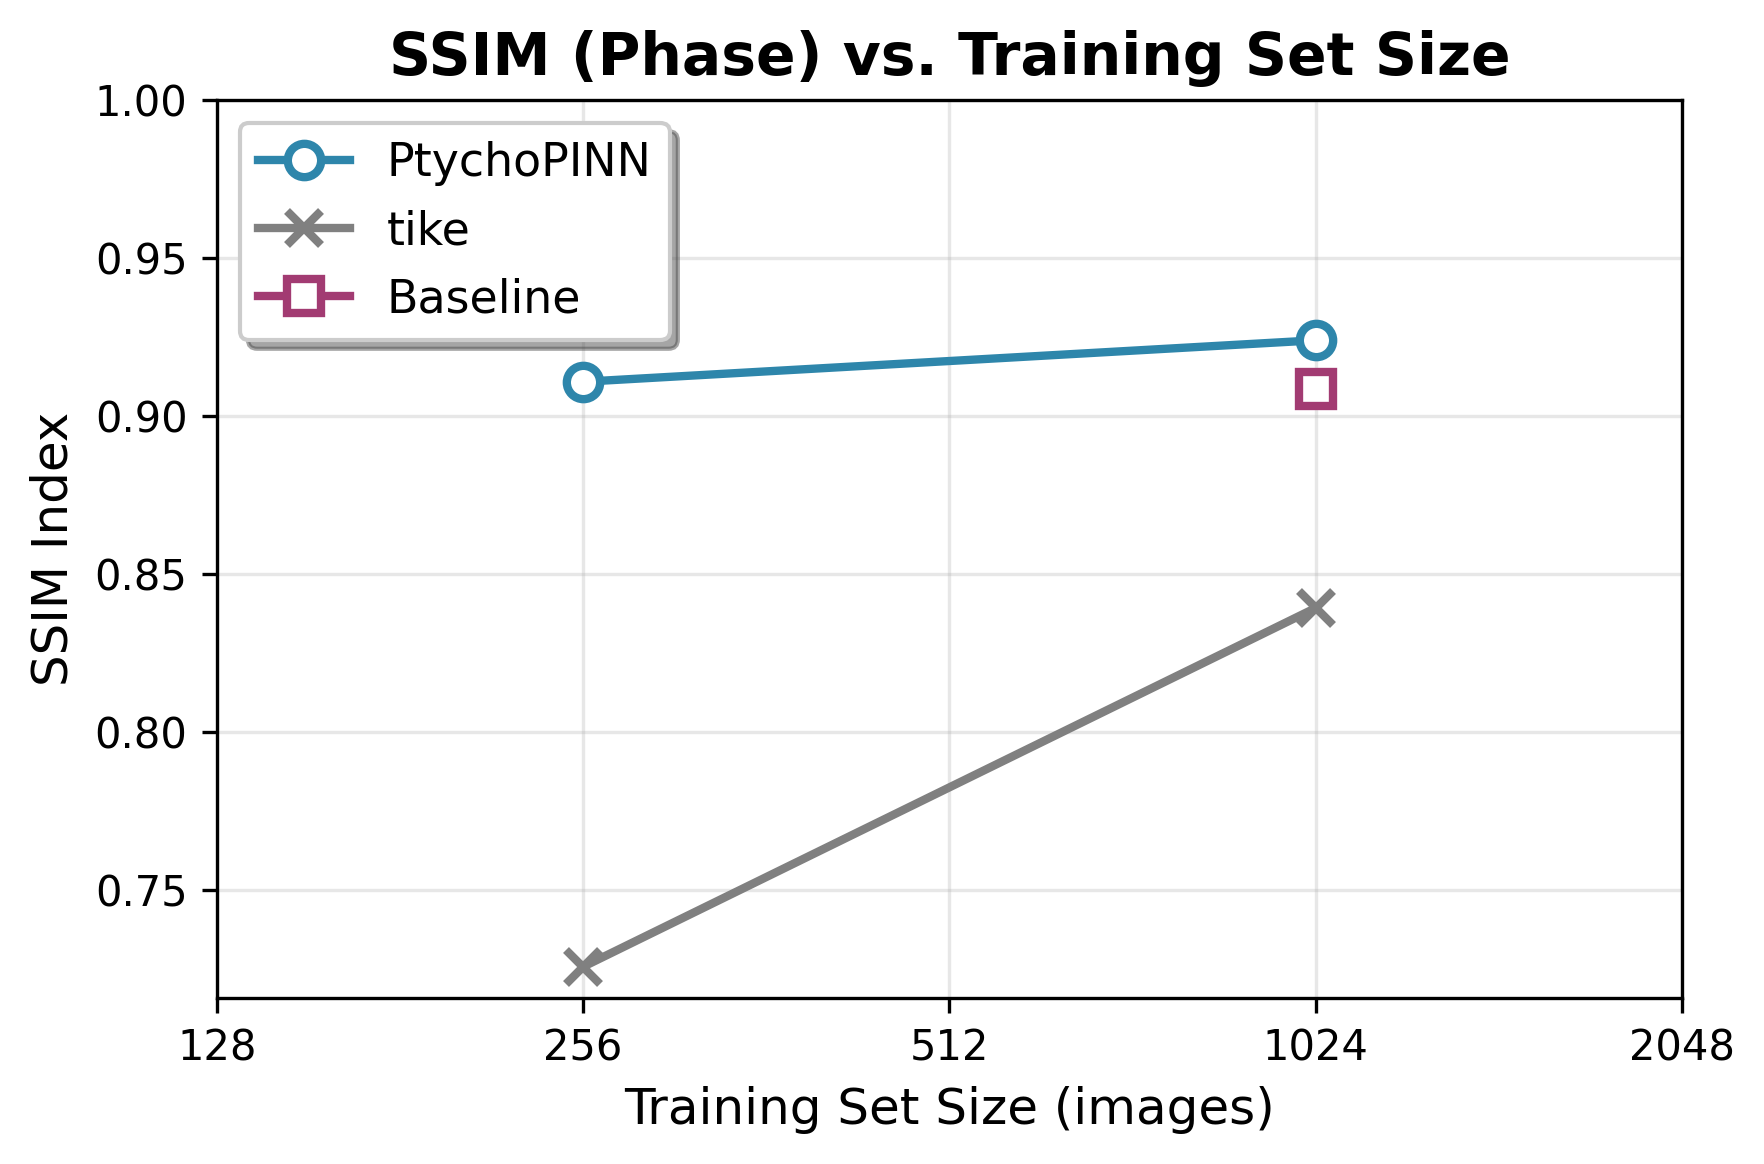 SSIM (Phase) vs. Training Set Size
1.00
0.95
0.90
0.85
0.80
0.75
SSIM Index
PtychoPINN
tike
Baseline
128
256
512
1024
2048
Training Set Size (images)